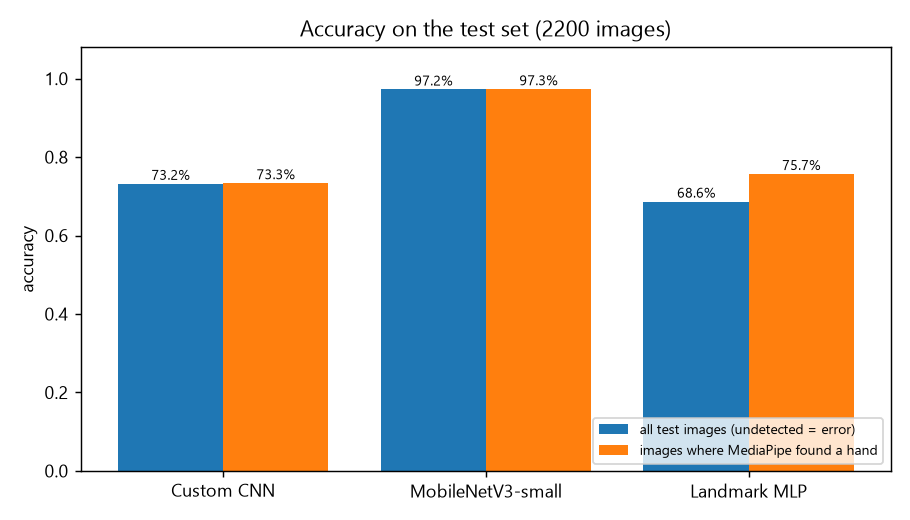 Accuracy on the test set (2200 images)
accuracy
1.0
0.8
0.6
0.4
0.2
0.0
73.2%
73.3%
97.2%
97.3%
68.6%
75.7%
all test images (undetected = error)
images where MediaPipe found a hand
Custom CNN
MobileNetV3-small
Landmark MLP